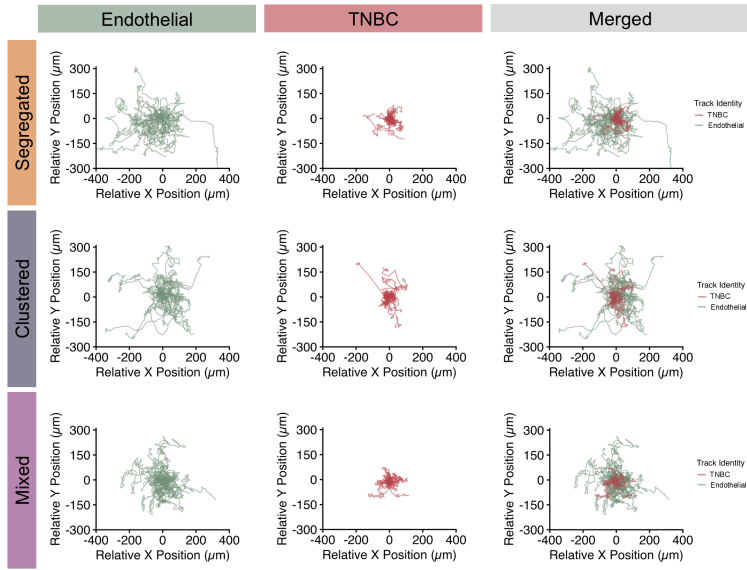 Endothelial
TNBC
Merged
Segregated
Relative Y Position (µm)
300
150
0
-150
-300
-400 -200 0 200 400
Relative X Position (µm)
Relative Y Position (µm)
300
150
0
-150
-300
-400 -200 0 200 400
Relative X Position (µm)
Relative Y Position (µm)
300
150
0
-150
-300
-400 -200 0 200 400
Relative X Position (µm)
Track Identity
TNBC
Endothelial
Clustered
Relative Y Position (µm)
300
150
0
-150
-300
-400 -200 0 200 400
Relative X Position (µm)
Relative Y Position (µm)
300
150
0
-150
-300
-400 -200 0 200 400
Relative X Position (µm)
Relative Y Position (µm)
300
150
0
-150
-300
-400 -200 0 200 400
Relative X Position (µm)
Track Identity
TNBC
Endothelial
Mixed
Relative Y Position (µm)
300
150
0
-150
-300
-400 -200 0 200 400
Relative X Position (µm)
Relative Y Position (µm)
300
150
0
-150
300
-400 -200 0 200 400
Relative X Position (µm)
Relative Y Position (µm)
300
150
0
-150
300
-400 -200 0 200 400
Relative X Position (µm)
Track Identity
TNBC
Endothelial